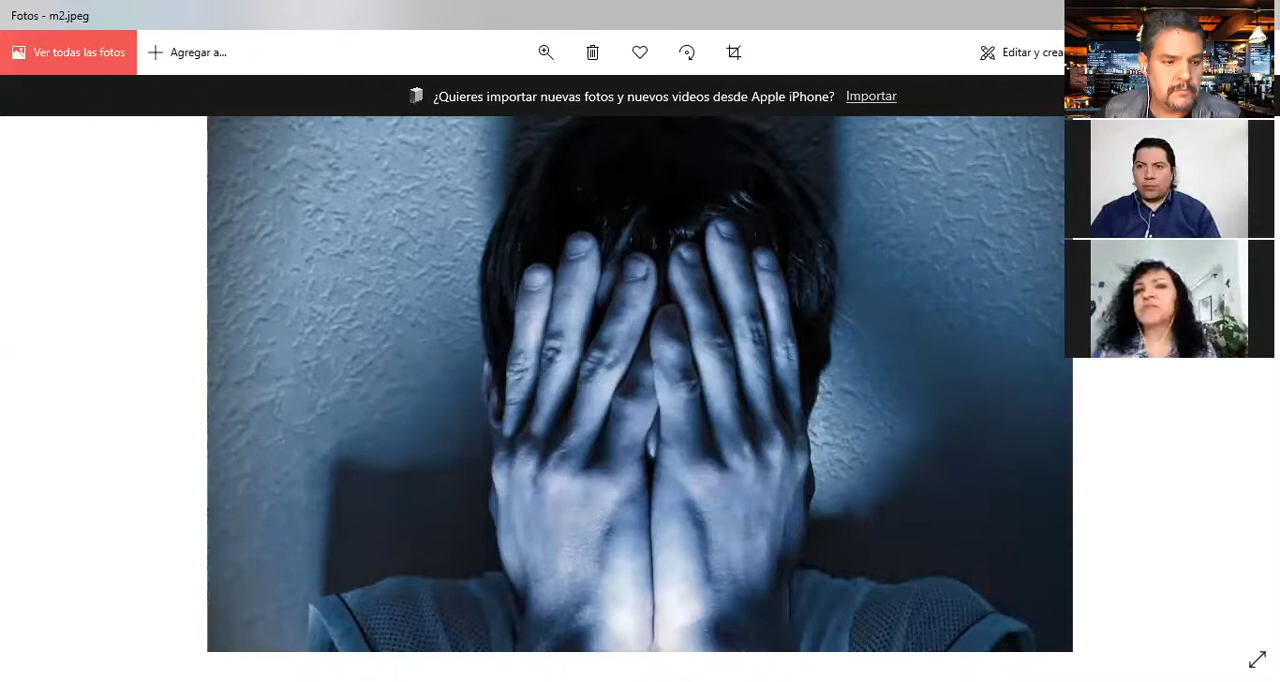 Fotos - m2.jpeg
Ver todas las fotos
Agregar a...
Editar y crea
¿Quieres importar nuevas fotos y nuevos videos desde Apple iPhone? Importar